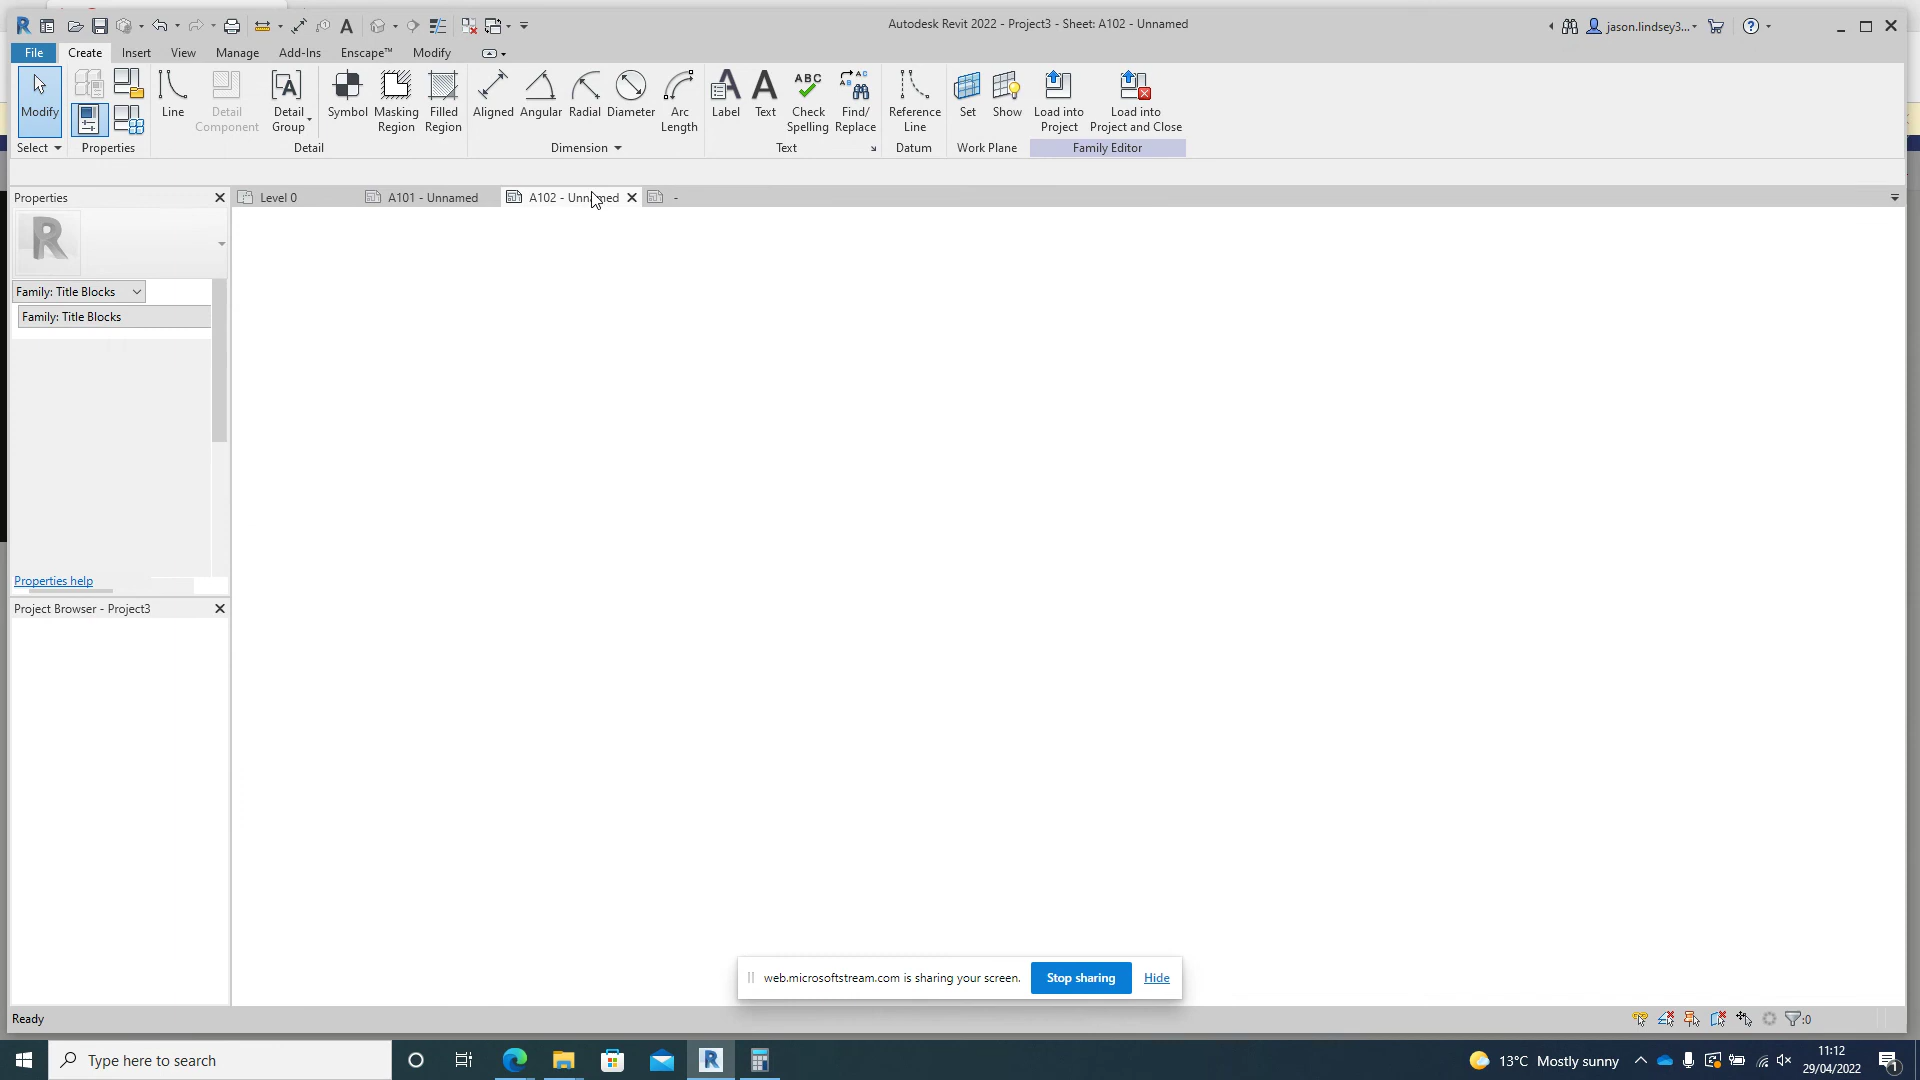 Autodesk Revit 2022 - Project3 - Sheet: A102 - Unnamed
jason.lindsey3...
File Create Insert View Manage Add-Ins Enscape™ Modify
Modify
Line
Detail Component
Detail Group
Symbol
Masking Region
Filled Region
Aligned
Angular
Radial
Diameter
Arc Length
Label
Text
ABC
Check Spelling
Find/ Replace
Reference Line
Set
Show
Load into Project
Load into Project and Close
Select Properties Detail Dimension Text Datum Work Plane Family Editor
Properties
Level 0
A101 - Unnamed
A102 - Unnamed
-
Family: Title Blocks
Family: Title Blocks
Properties help
Project Browser - Project3
web.microsoftstream.com is sharing your screen. Stop sharing Hide
Ready
:0
Type here to search
13°C Mostly sunny
11:12
29/04/2022
1